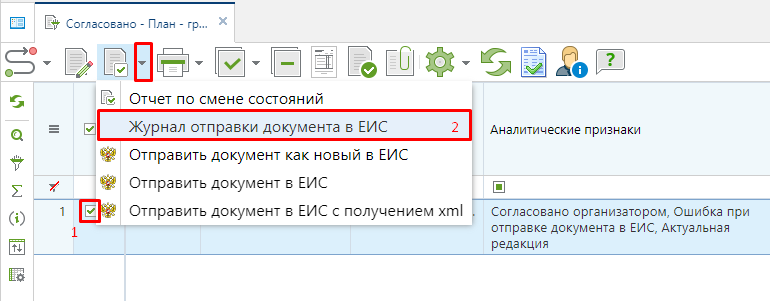 Согласовано - План - гр...
Отчет по смене состояний
Журнал отправки документа в ЕИС 2
Отправить документ как новый в ЕИС
Отправить документ в ЕИС
Отправить документ в ЕИС с получением xml
Аналитические признаки
1
1
Согласовано организатором, Ошибка при
отправке документа в ЕИС, Актуальная
редакция